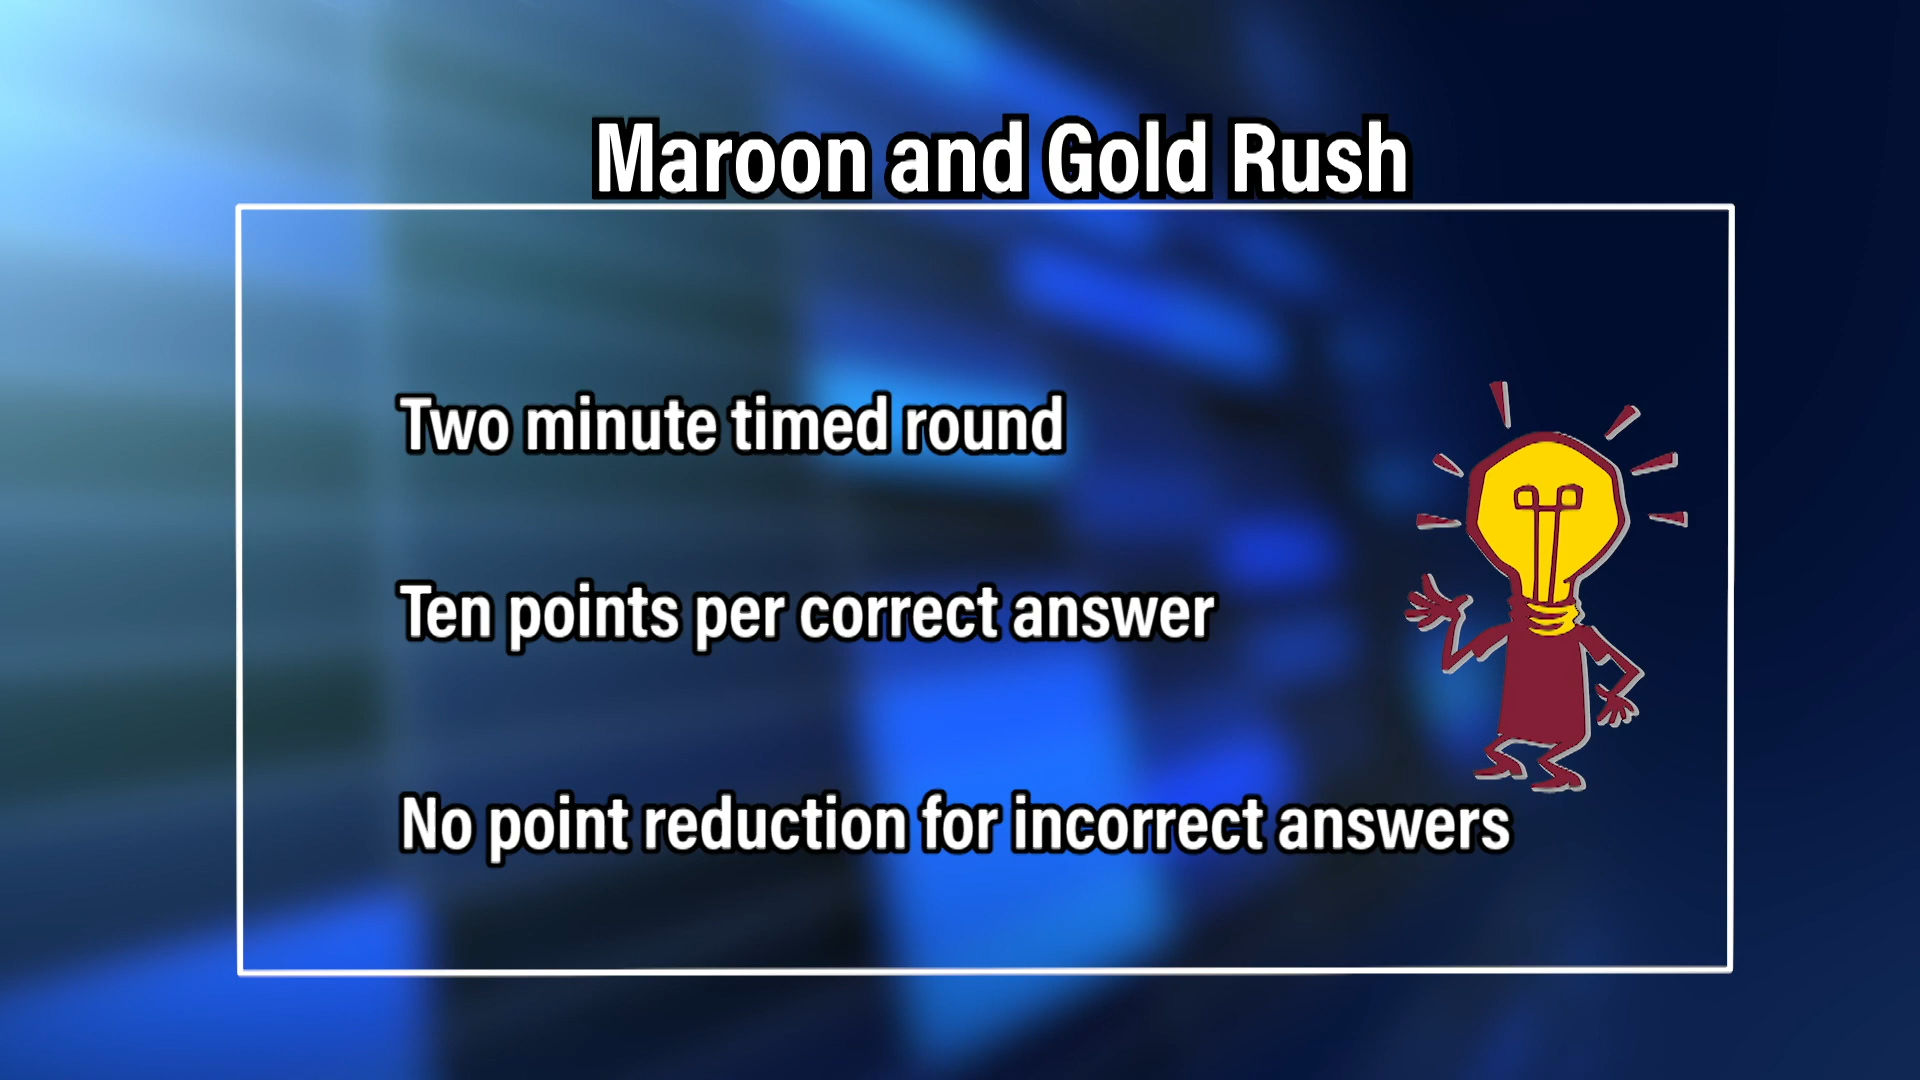 Maroon and Gold Rush
Two minute timed round
Ten points per correct answer
No point reduction for incorrect answers